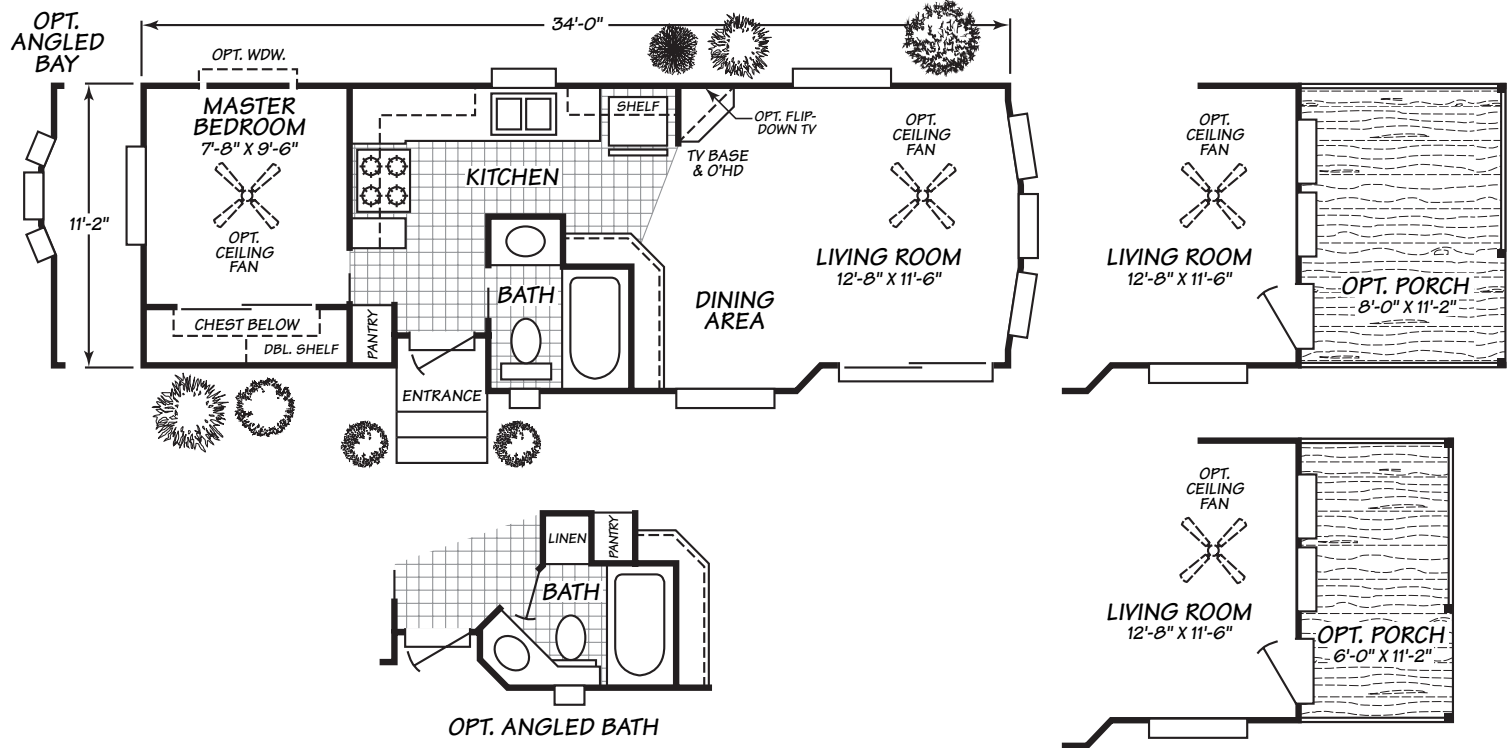 OPT.
ANGLED
BAY
34'-0"
11'-2"
OPT. WDW.
MASTER
BEDROOM
7'-8" X 9'-6"
OPT.
CEILING
FAN
CHEST BELOW
DBL. SHELF
PANTRY
KITCHEN
SHELF
OPT. FLIP-
DOWN TV
TV BASE
& O'HD
BATH
ENTRANCE
DINING
AREA
OPT.
CEILING
FAN
LIVING ROOM
12'-8" X 11'-6"
OPT.
CEILING
FAN
LIVING ROOM
12'-8" X 11'-6"
OPT. PORCH
8'-0" X 11'-2"
LINEN
PANTRY
BATH
OPT. ANGLED BATH
OPT.
CEILING
FAN
LIVING ROOM
12'-8" X 11'-6"
OPT. PORCH
6'-0" X 11'-2"